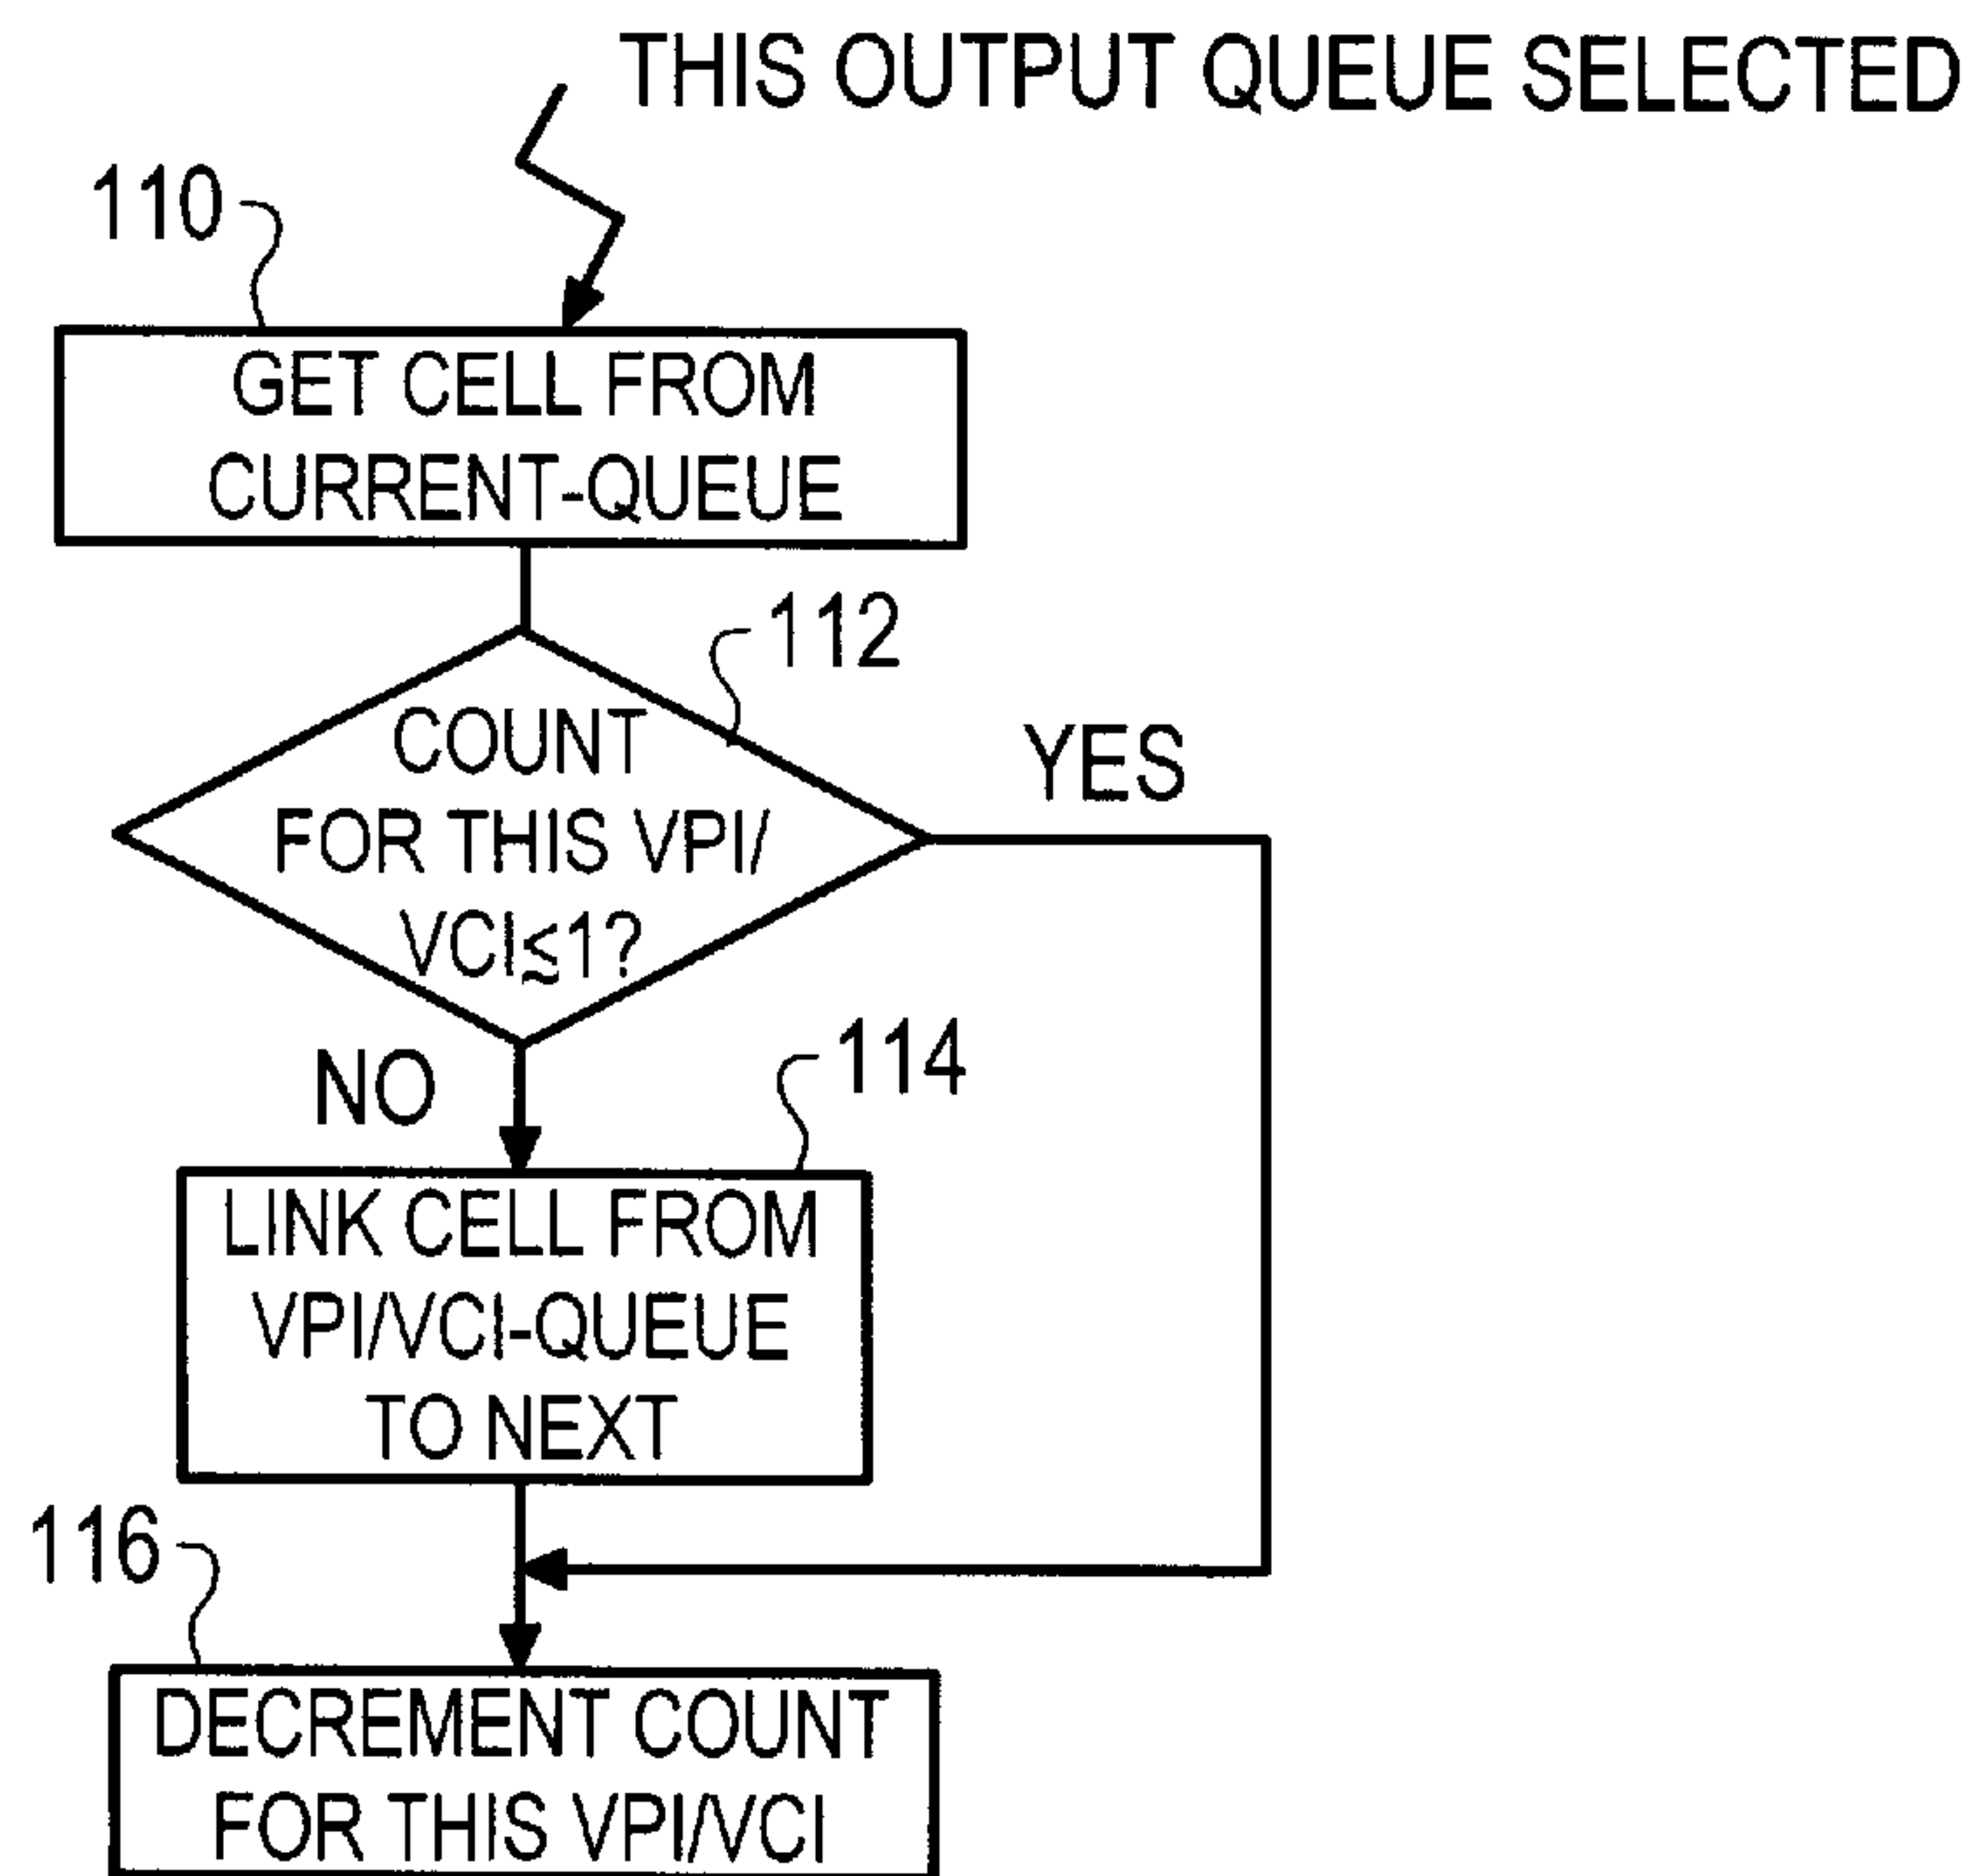 THIS OUTPUT QUEUE SELECTED
110
GET CELL FROM
CURRENT-QUEUE
112
COUNT
FOR THIS VPI/
VCI≦1?
YES
NO
114
LINK CELL FROM
VPI/VCI-QUEUE
TO NEXT
116
DECREMENT COUNT
FOR THIS VPI/VCI